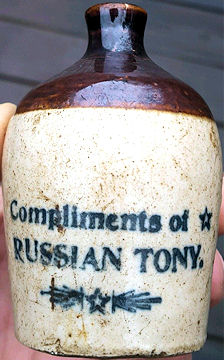 Compliments of ☆
RUSSIAN TONY.